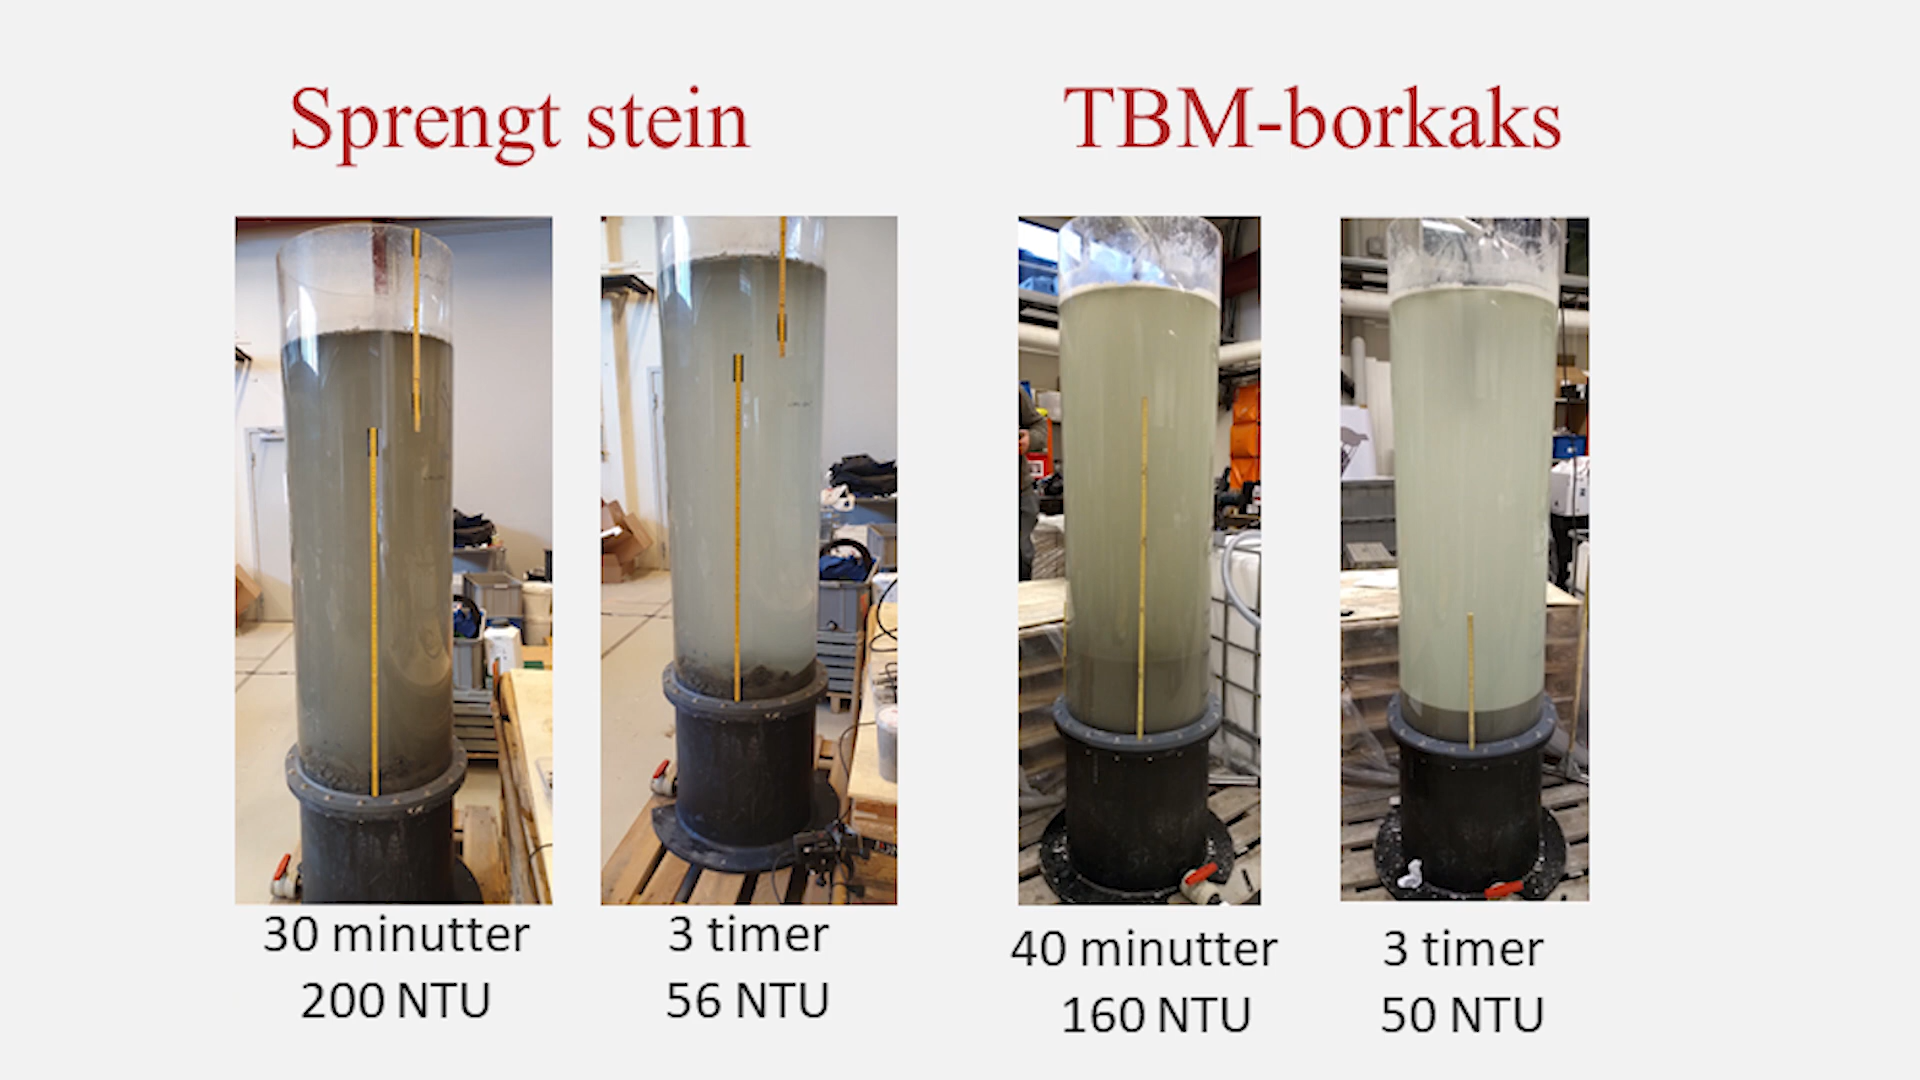 Sprengt stein
TBM-borkaks
30 minutter
200 NTU
3 timer
56 NTU
40 minutter
160 NTU
3 timer
50 NTU